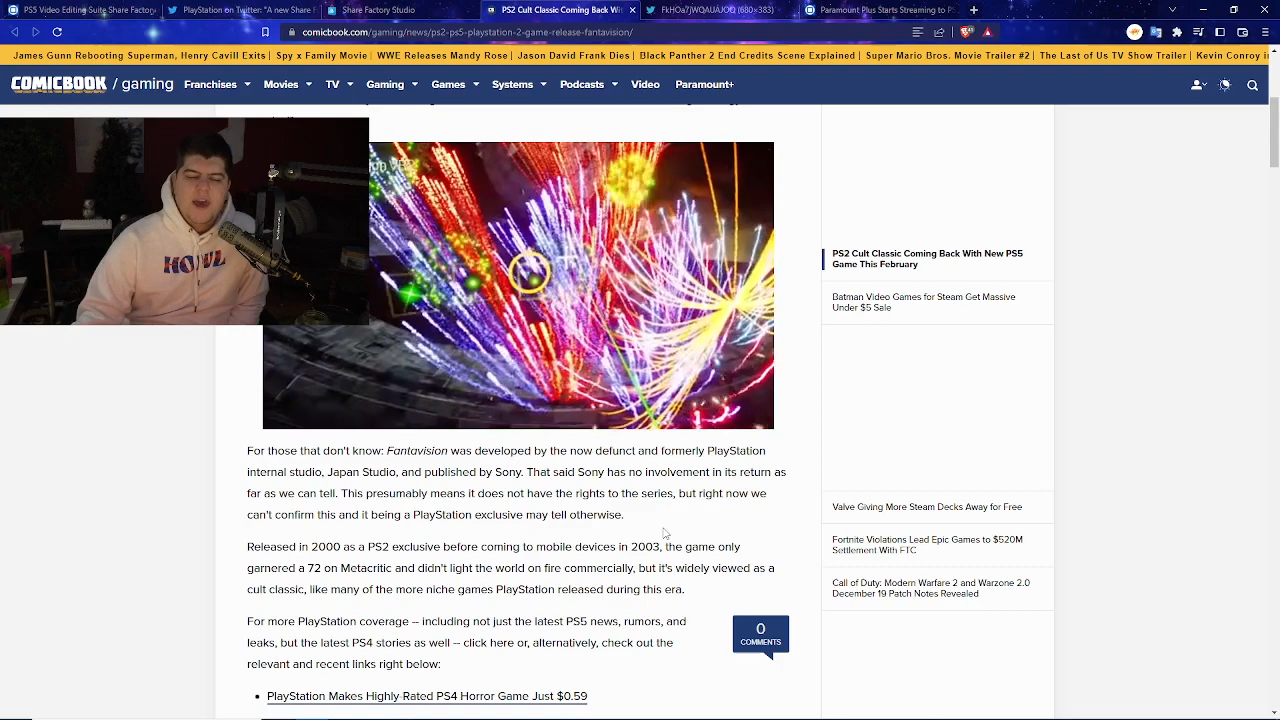 PS5 Video Editing Suite Share Factor
PlayStation on Twitter: "A new Share
Share Factory Studio
PS2 Cult Classic Coming Back Wit
FkHOa7jWQAUAJOQ (680×383)
Paramount Plus Starts Streaming to PS
comicbook.com/gaming/news/ps2-ps5-playstation-2-game-release-fantavision/
James Gunn Rebooting Superman, Henry Cavill Exits | Spy x Family Movie | WWE Releases Mandy Rose | Jason David Frank Dies | Black Panther 2 End Credits Scene Explained | Super Mario Bros. Movie Trailer #2 | The Last of Us TV Show Trailer | Kevin Conroy in
COMICBOOK / gaming
Franchises
Movies
TV
Gaming
Games
Systems
Podcasts
Video
Paramount+
HOWL
For those that don't know: Fantavision was developed by the now defunct and formerly PlayStation
internal studio, Japan Studio, and published by Sony. That said Sony has no involvement in its return as
far as we can tell. This presumably means it does not have the rights to the series, but right now we
can't confirm this and it being a PlayStation exclusive may tell otherwise.
Released in 2000 as a PS2 exclusive before coming to mobile devices in 2003, the game only
garnered a 72 on Metacritic and didn't light the world on fire commercially, but it's widely viewed as a
cult classic, like many of the more niche games PlayStation released during this era.
For more PlayStation coverage -- including not just the latest PS5 news, rumors, and
leaks, but the latest PS4 stories as well -- click here or, alternatively, check out the
relevant and recent links right below:
PlayStation Makes Highly-Rated PS4 Horror Game Just $0.59
0
COMMENTS
PS2 Cult Classic Coming Back With New PS5
Game This February
Batman Video Games for Steam Get Massive
Under $5 Sale
Valve Giving More Steam Decks Away for Free
Fortnite Violations Lead Epic Games to $520M
Settlement With FTC
Call of Duty: Modern Warfare 2 and Warzone 2.0
December 19 Patch Notes Revealed